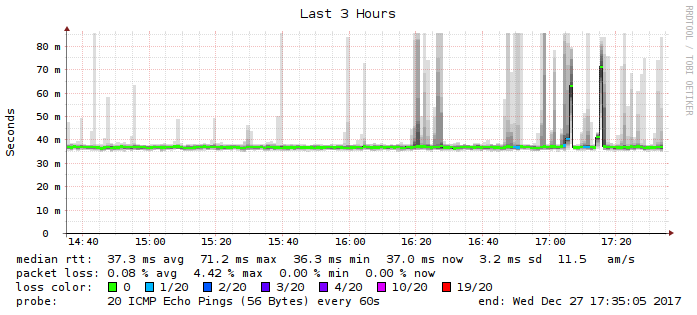 Last 3 Hours
RRDTOOL / TOBI OETIKER
Seconds
80 m
70 m
60 m
50 m
40 m
30 m
20 m
10 m
0
14:40 15:00 15:20 15:40 16:00 16:20 16:40 17:00 17:20
median rtt: 37.3 ms avg 71.2 ms max 36.3 ms min 37.0 ms now 3.2 ms sd 11.5 am/s
packet loss: 0.08 % avg 4.42 % max 0.00 % min 0.00 % now
loss color: 0 1/20 2/20 3/20 4/20 10/20 19/20
probe: 20 ICMP Echo Pings (56 Bytes) every 60s end: Wed Dec 27 17:35:05 2017